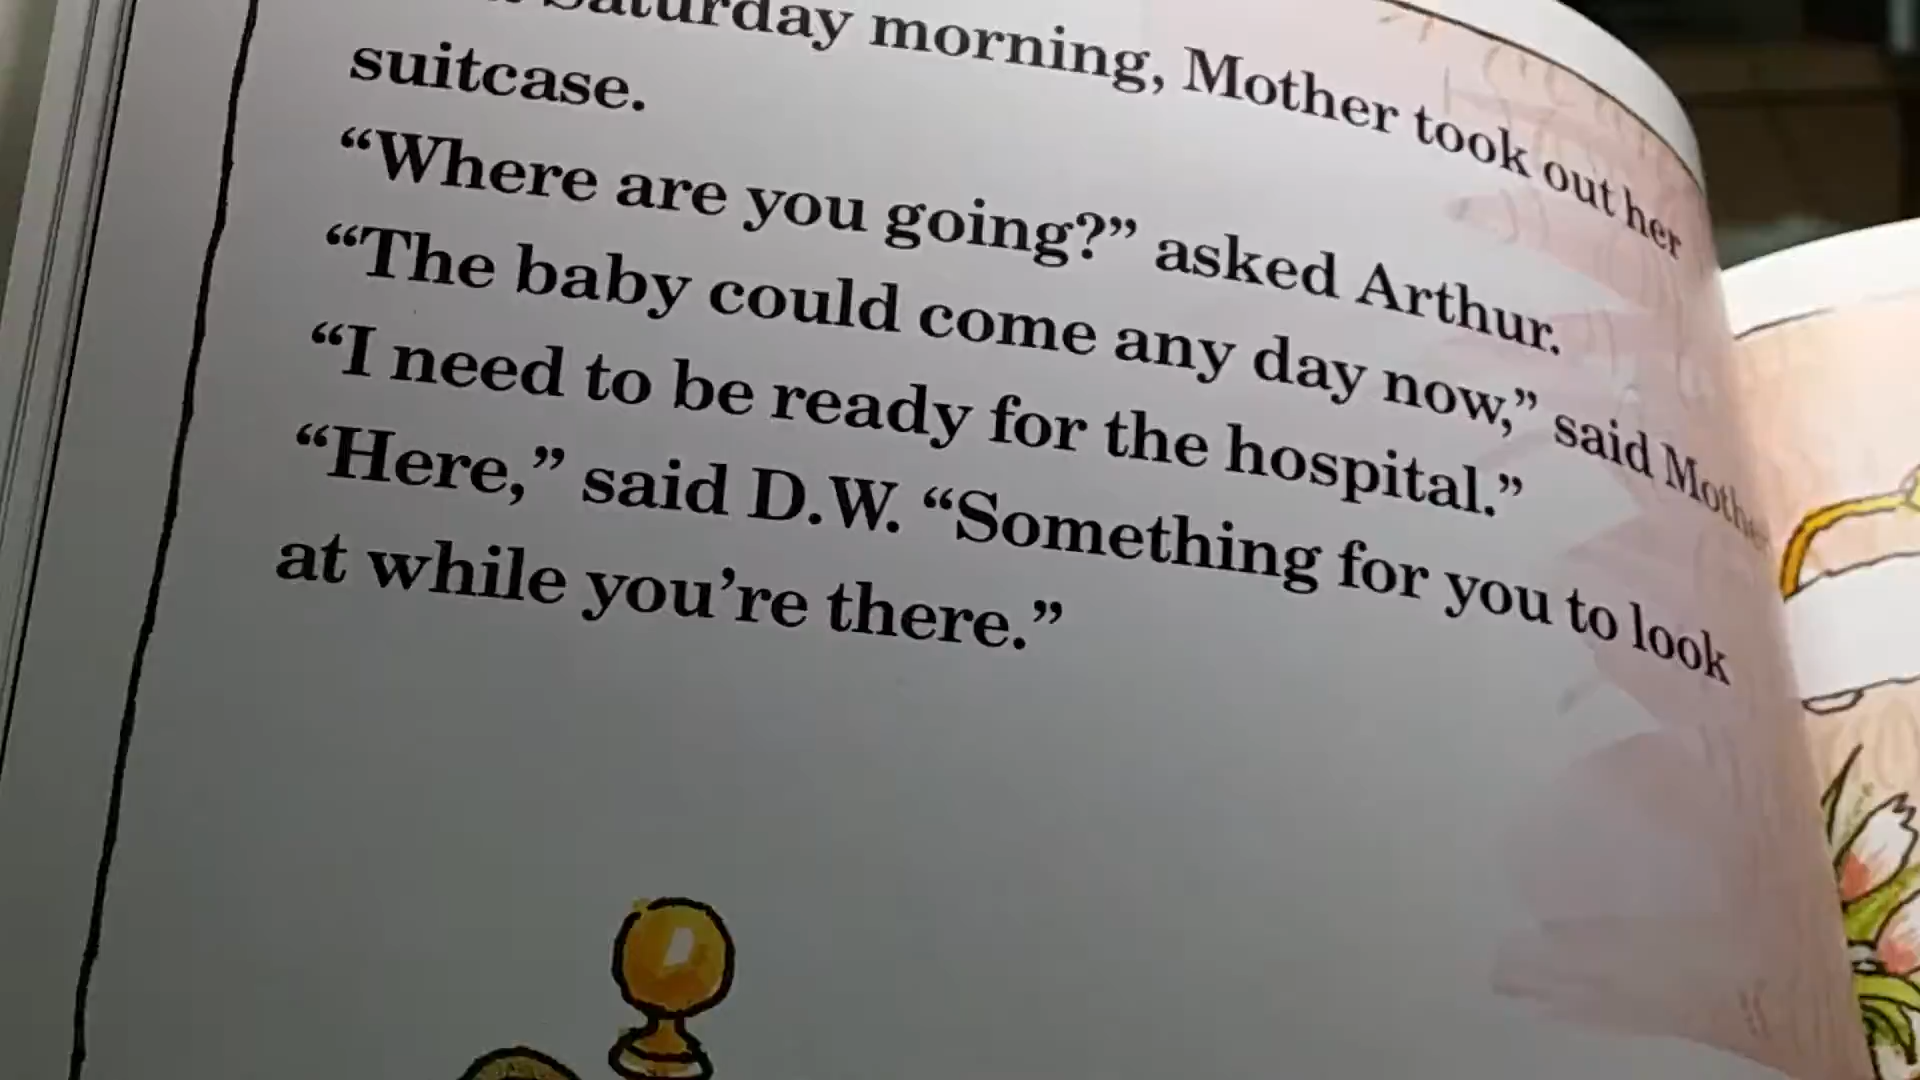 Saturday morning, Mother took out her
suitcase.
“Where are you going?” asked Arthur.
“The baby could come any day now,” said Mother
“I need to be ready for the hospital.”
“Here,” said D.W. “Something for you to look
at while you’re there.”